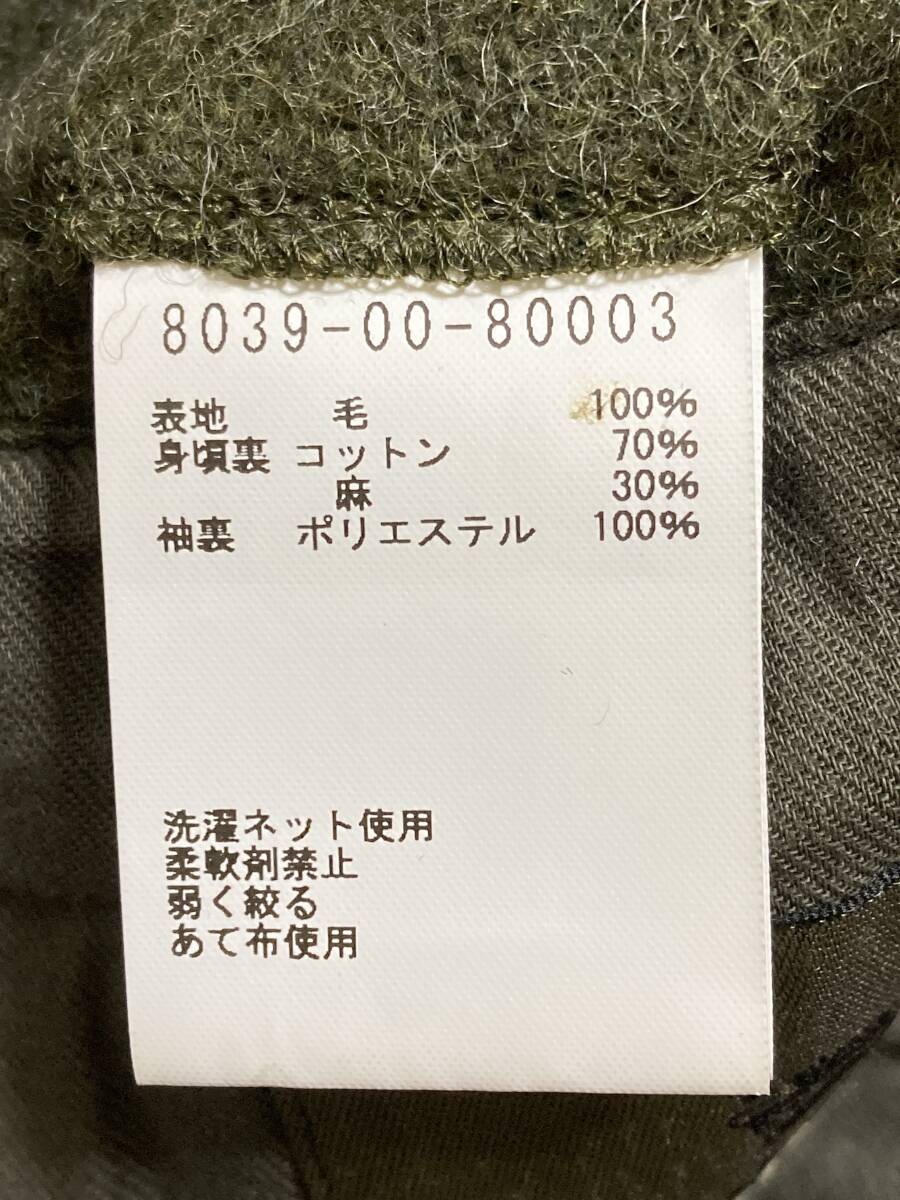 8039-00-80003
表地 毛 100%
身頃裏 コットン 70%
麻 30%
袖裏 ポリエステル 100%
洗濯ネット使用
柔軟剤禁止
弱く絞る
あて布使用